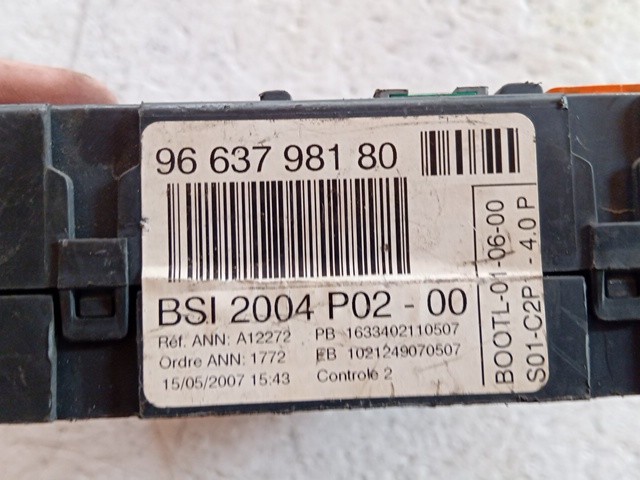 96 637 981 80
BSI 2004 P02 - 00
Réf. ANN: A12272 PB 1633402110507
Ordre ANN: 1772 EB 1021249070507
15/05/2007 15:43 Controle 2
BOOTL-01-06-00
S01-C2P - 4.0 P